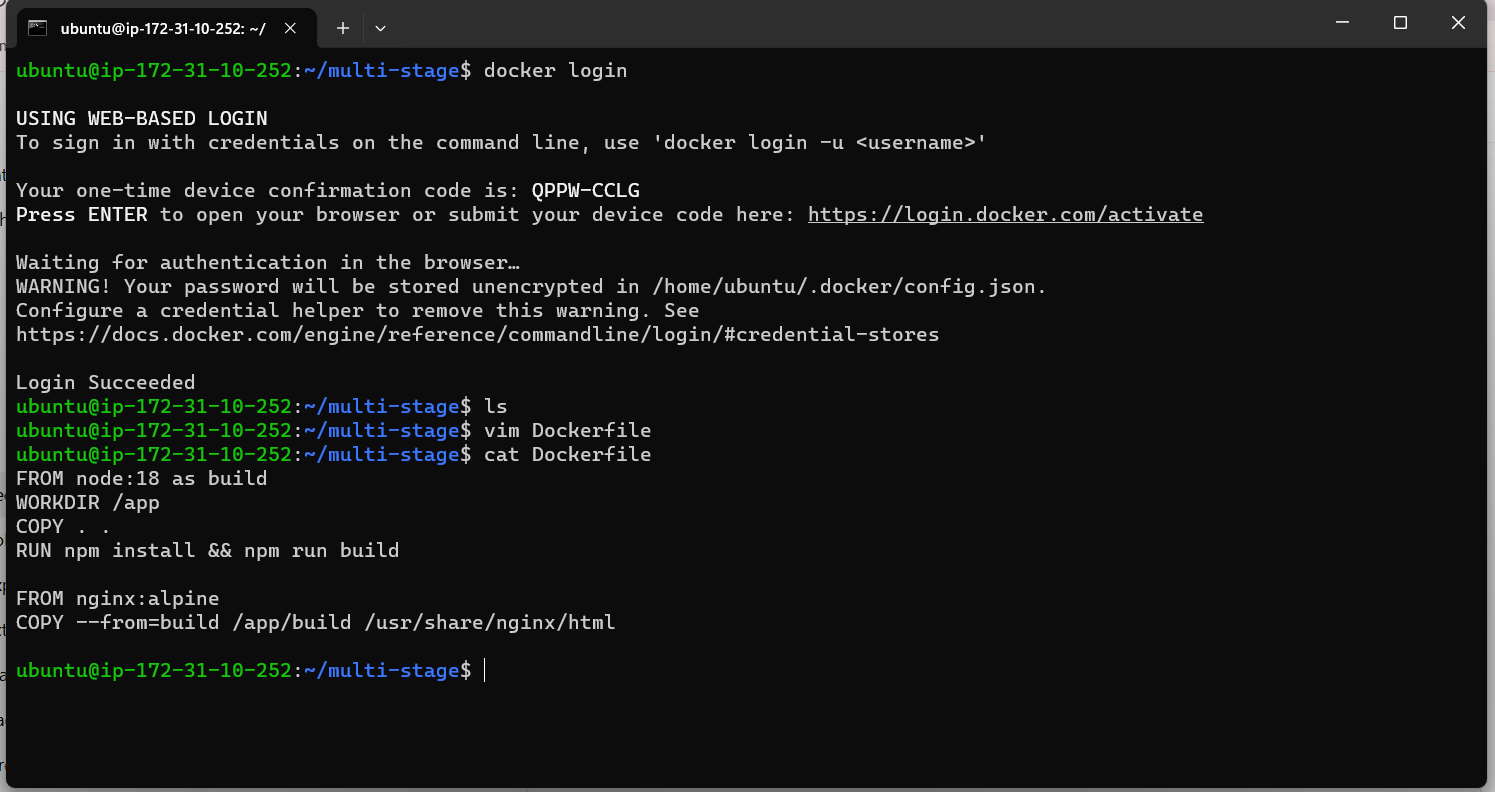 ubuntu@ip-172-31-10-252: ~/
ubuntu@ip-172-31-10-252:~/multi-stage$ docker login
USING WEB-BASED LOGIN
To sign in with credentials on the command line, use 'docker login -u <username>'
Your one-time device confirmation code is: QPPW-CCLG
Press ENTER to open your browser or submit your device code here: https://login.docker.com/activate
Waiting for authentication in the browser…
WARNING! Your password will be stored unencrypted in /home/ubuntu/.docker/config.json.
Configure a credential helper to remove this warning. See
https://docs.docker.com/engine/reference/commandline/login/#credential-stores
Login Succeeded
ubuntu@ip-172-31-10-252:~/multi-stage$ ls
ubuntu@ip-172-31-10-252:~/multi-stage$ vim Dockerfile
ubuntu@ip-172-31-10-252:~/multi-stage$ cat Dockerfile
FROM node:18 as build
WORKDIR /app
COPY . .
RUN npm install && npm run build
FROM nginx:alpine
COPY --from=build /app/build /usr/share/nginx/html
ubuntu@ip-172-31-10-252:~/multi-stage$